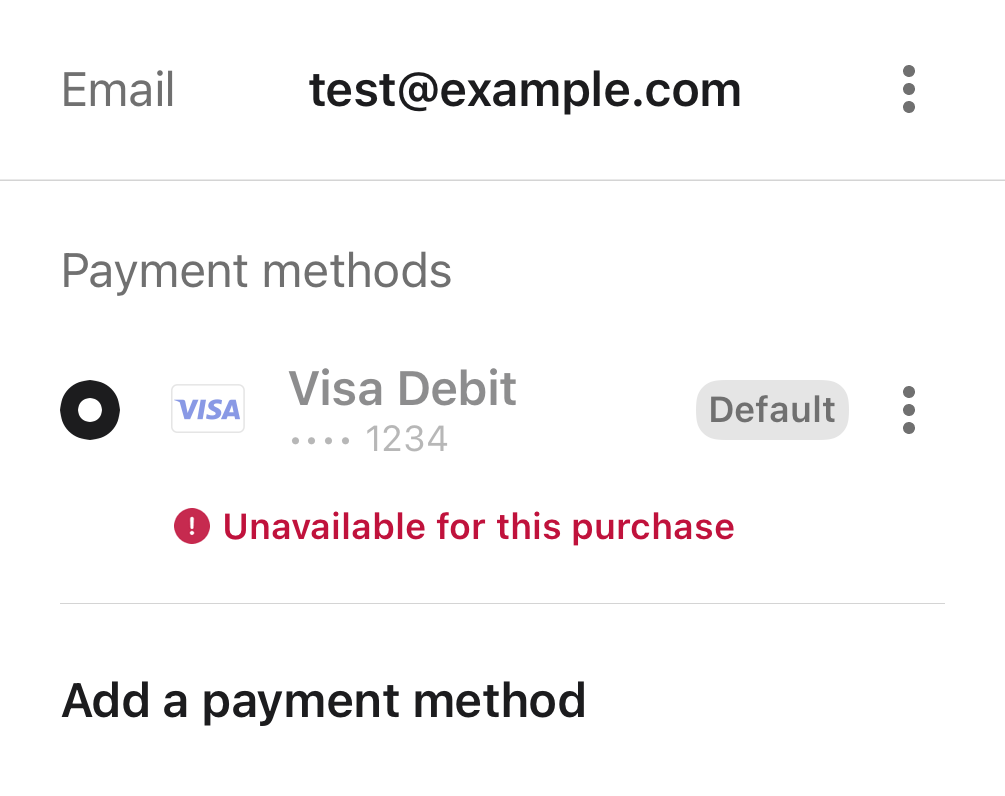 Email test@example.com
Payment methods
VISA Visa Debit Default
•••• 1234
! Unavailable for this purchase
Add a payment method